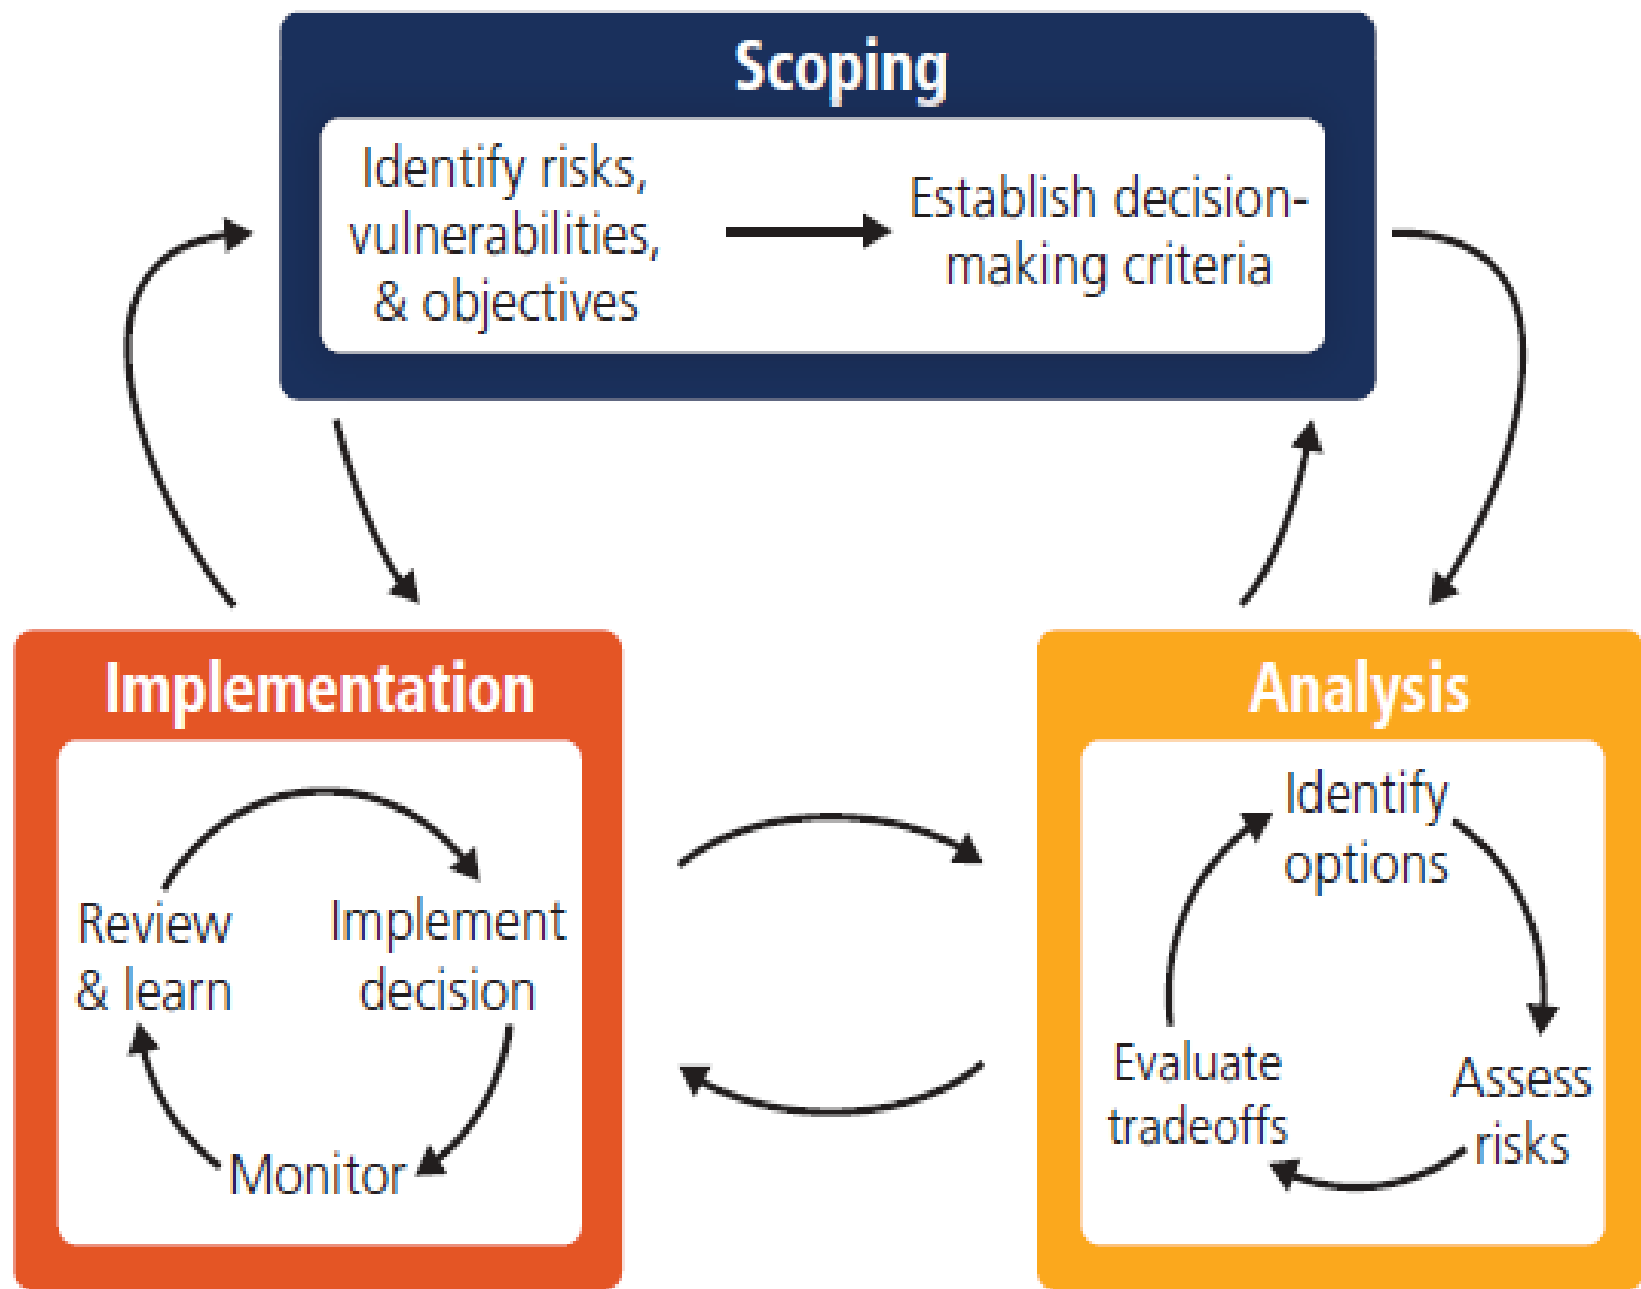 Scoping
Identify risks,
vulnerabilities,
& objectives
Establish decision-
making criteria
Implementation
Review
& learn
Implement
decision
Monitor
Analysis
Identify
options
Evaluate
tradeoffs
Assess
risks